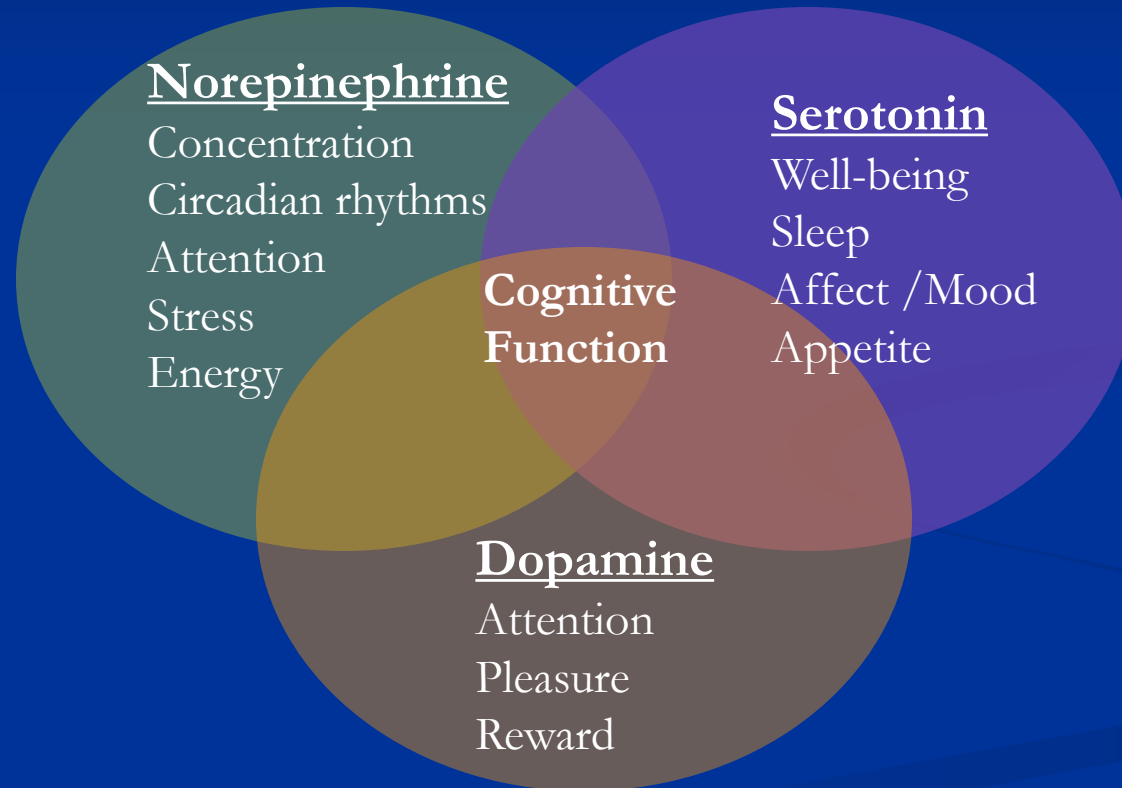 Norepinephrine
Concentration
Circadian rhythms
Attention
Stress
Energy
Serotonin
Well-being
Sleep
Affect /Mood
Appetite
Cognitive
Function
Dopamine
Attention
Pleasure
Reward